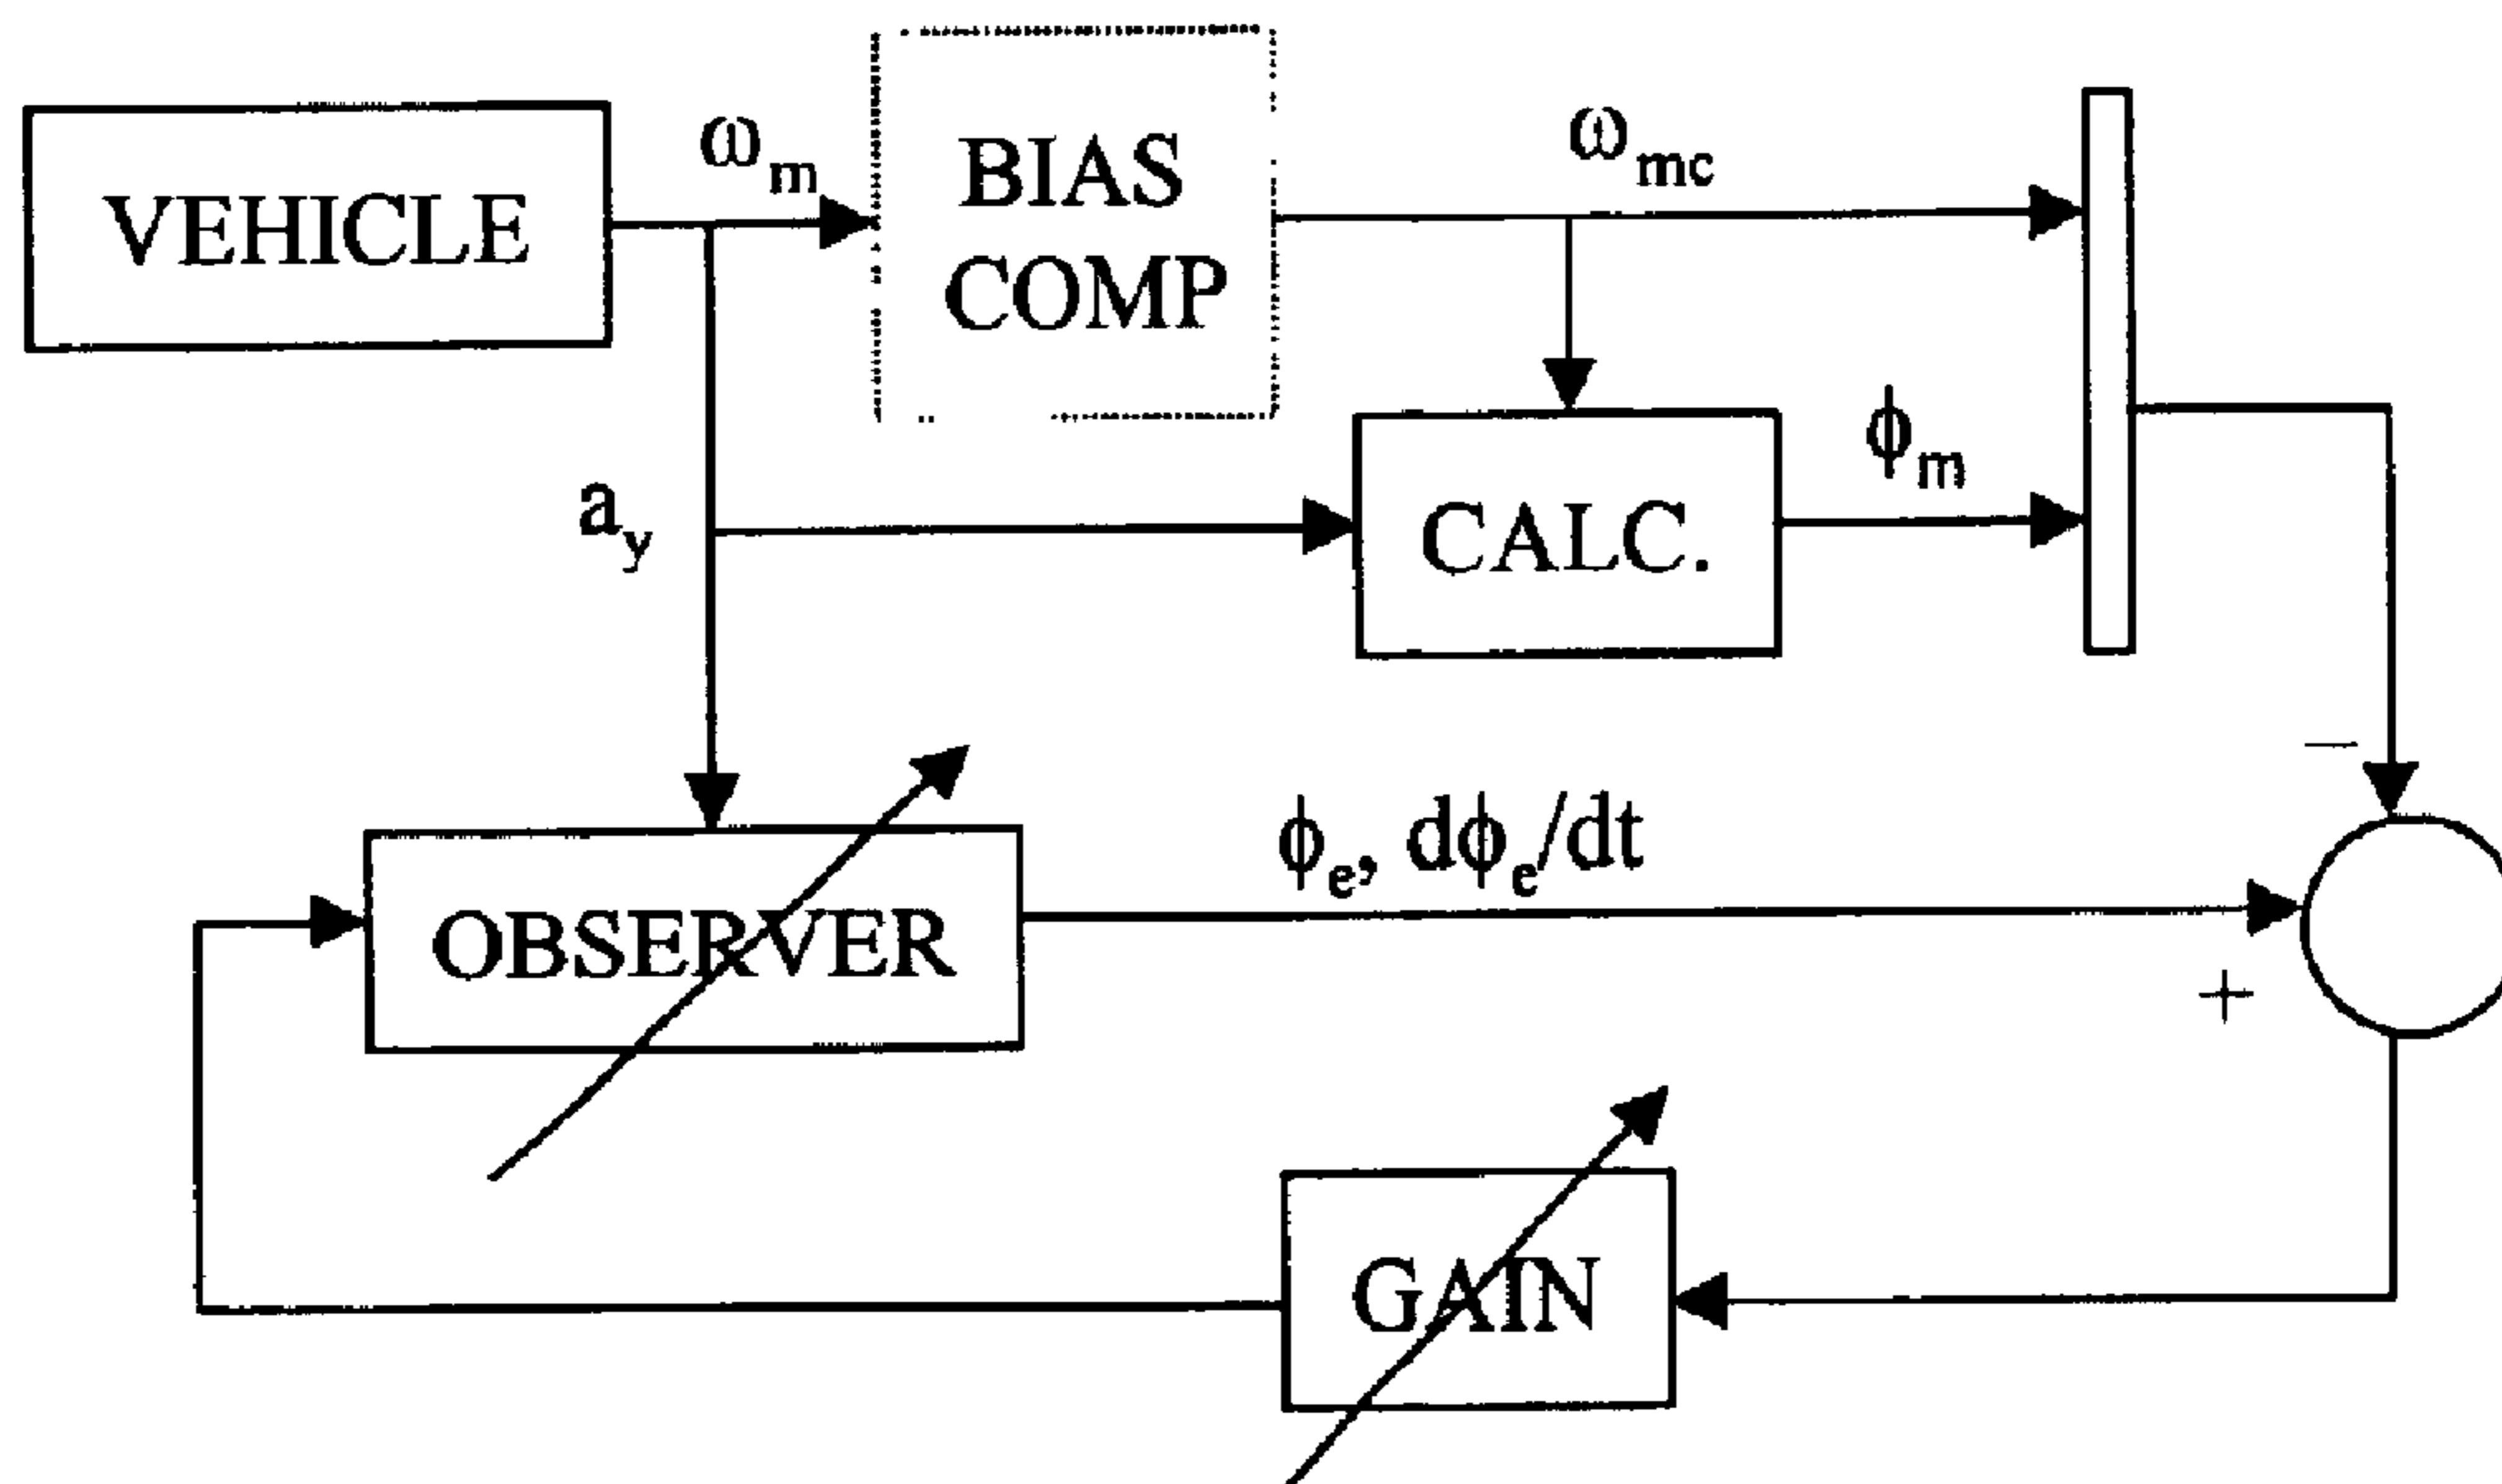 VEHICLE
ω_m
BIAS
COMP
ω_mc
a_y
CALC.
ϕ_m
−
OBSERVER
ϕ_e, dϕ_e/dt
+
GAIN